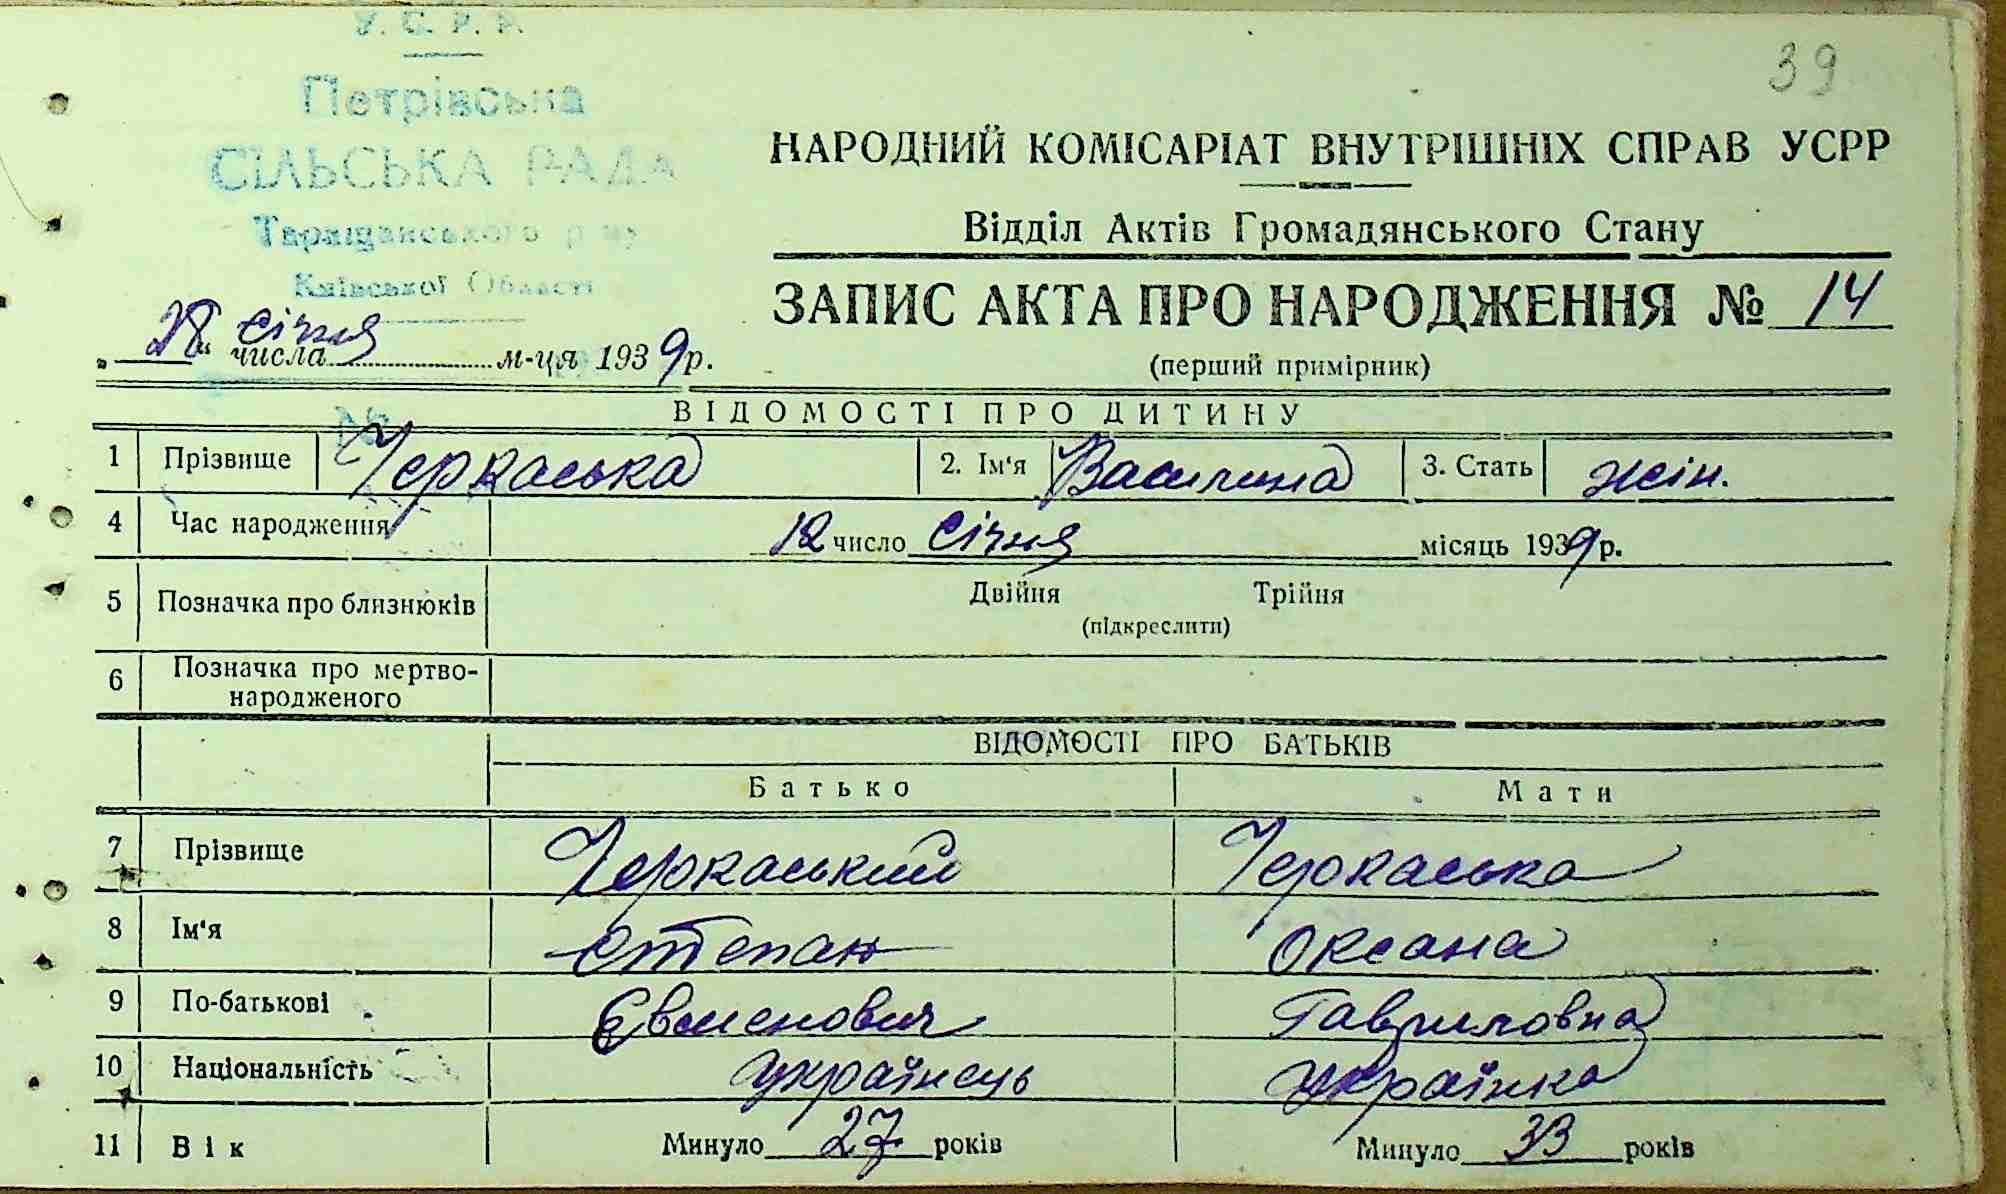 У. С. Р. Р.
Петрівська
СІЛЬСЬКА РАДА
Таращанського р-ну
Київської Області
39
НАРОДНИЙ КОМІСАРІАТ ВНУТРІШНІХ СПРАВ УСРР
Відділ Актів Громадянського Стану
ЗАПИС АКТА ПРО НАРОДЖЕННЯ № 14
(перший примірник)
„28“ числа січня м-ця 1939 р.
№
ВІДОМОСТІ ПРО ДИТИНУ
1 Прізвище Черкаська 2. Ім‘я Василина 3. Стать жін.
4 Час народження 12 число Січня місяць 1939 р.
5 Позначка про близнюків Двійня Трійня
(підкреслити)
6 Позначка про мертво-
народженого
ВІДОМОСТІ ПРО БАТЬКІВ
Батько Мати
7 Прізвище Черкаський Черкаська
8 Ім‘я Степан Оксана
9 По-батькові Євменович Гавриловна
10 Національність українець Українка
11 Вік Минуло 27 років Минуло 33 років